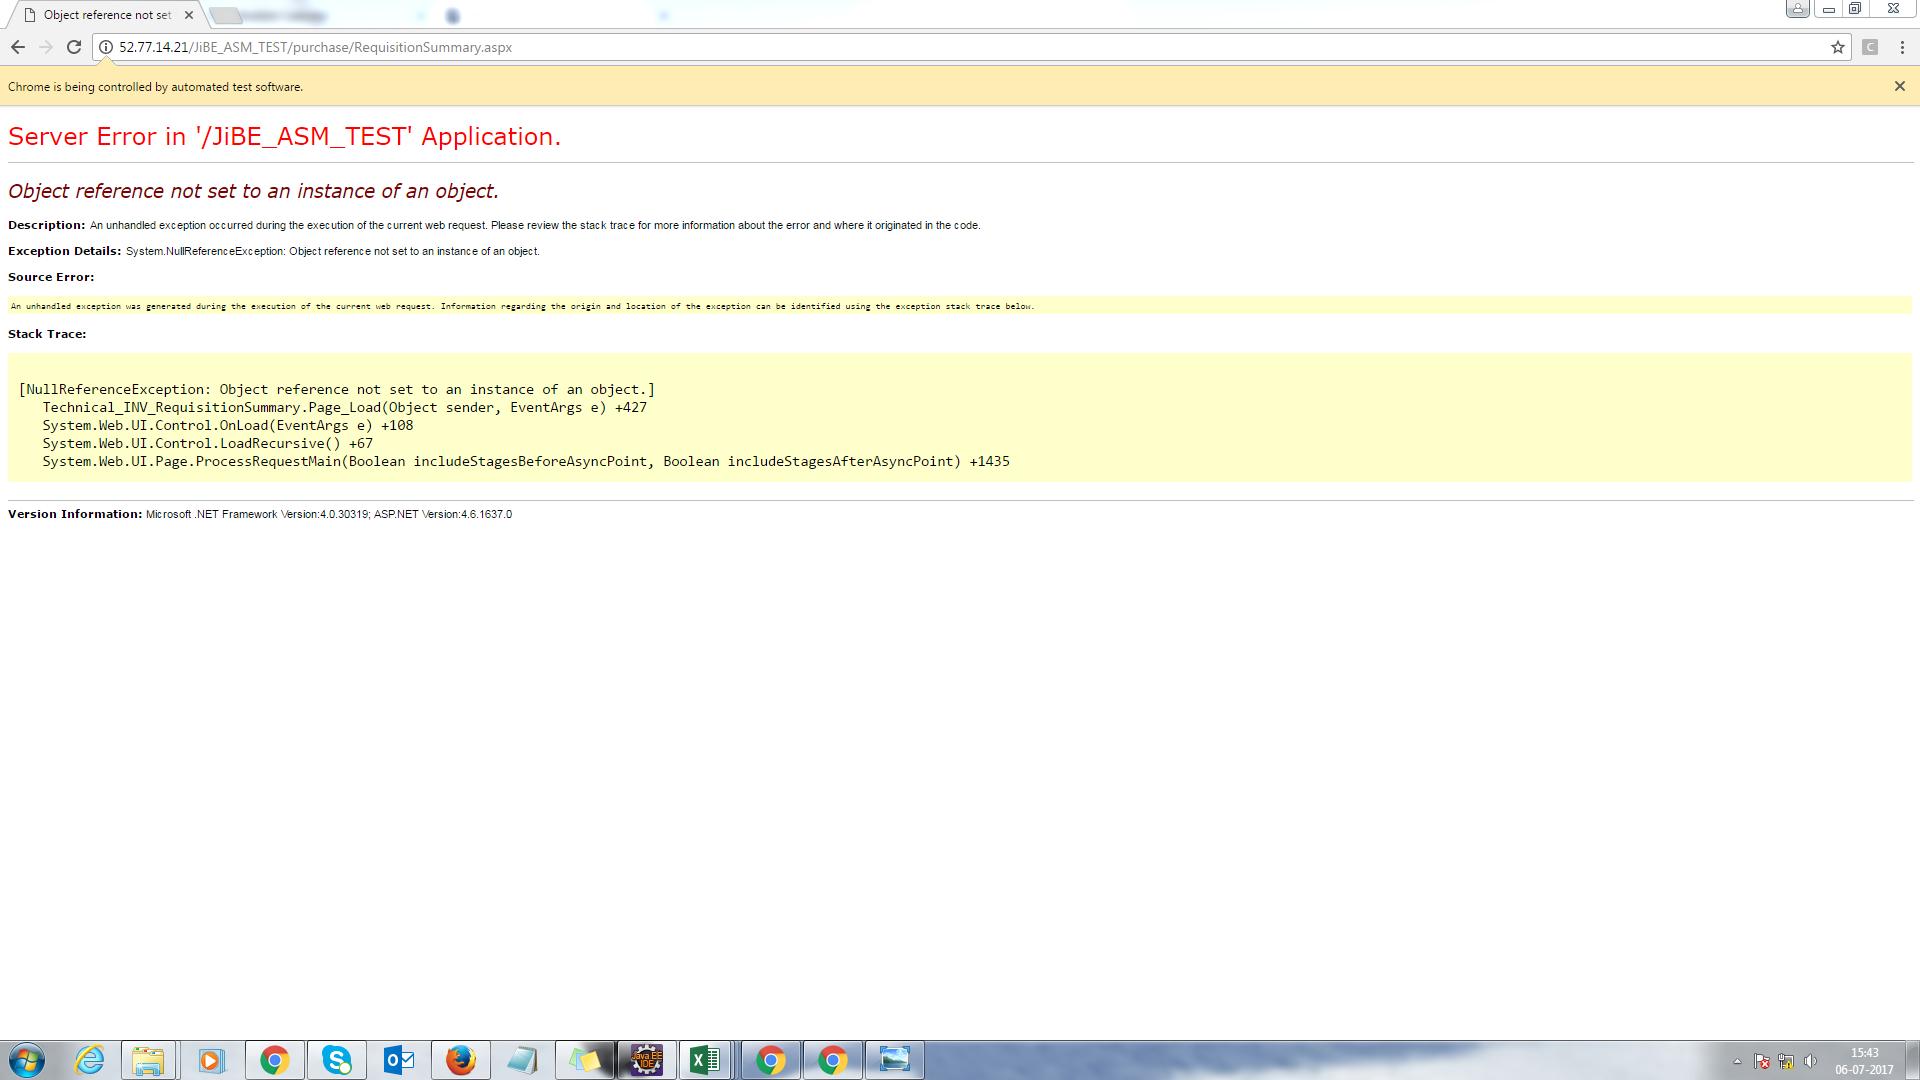 Object reference not set
52.77.14.21/JiBE_ASM_TEST/purchase/RequisitionSummary.aspx
C
Chrome is being controlled by automated test software.
Server Error in '/JiBE_ASM_TEST' Application.
Object reference not set to an instance of an object.
Description: An unhandled exception occurred during the execution of the current web request. Please review the stack trace for more information about the error and where it originated in the code.
Exception Details: System.NullReferenceException: Object reference not set to an instance of an object.
Source Error:
An unhandled exception was generated during the execution of the current web request. Information regarding the origin and location of the exception can be identified using the exception stack trace below.
Stack Trace:
[NullReferenceException: Object reference not set to an instance of an object.]
Technical_INV_RequisitionSummary.Page_Load(Object sender, EventArgs e) +427
System.Web.UI.Control.OnLoad(EventArgs e) +108
System.Web.UI.Control.LoadRecursive() +67
System.Web.UI.Page.ProcessRequestMain(Boolean includeStagesBeforeAsyncPoint, Boolean includeStagesAfterAsyncPoint) +1435
Version Information: Microsoft .NET Framework Version:4.0.30319; ASP.NET Version:4.6.1637.0
Java EE
IDE
15:43
06-07-2017